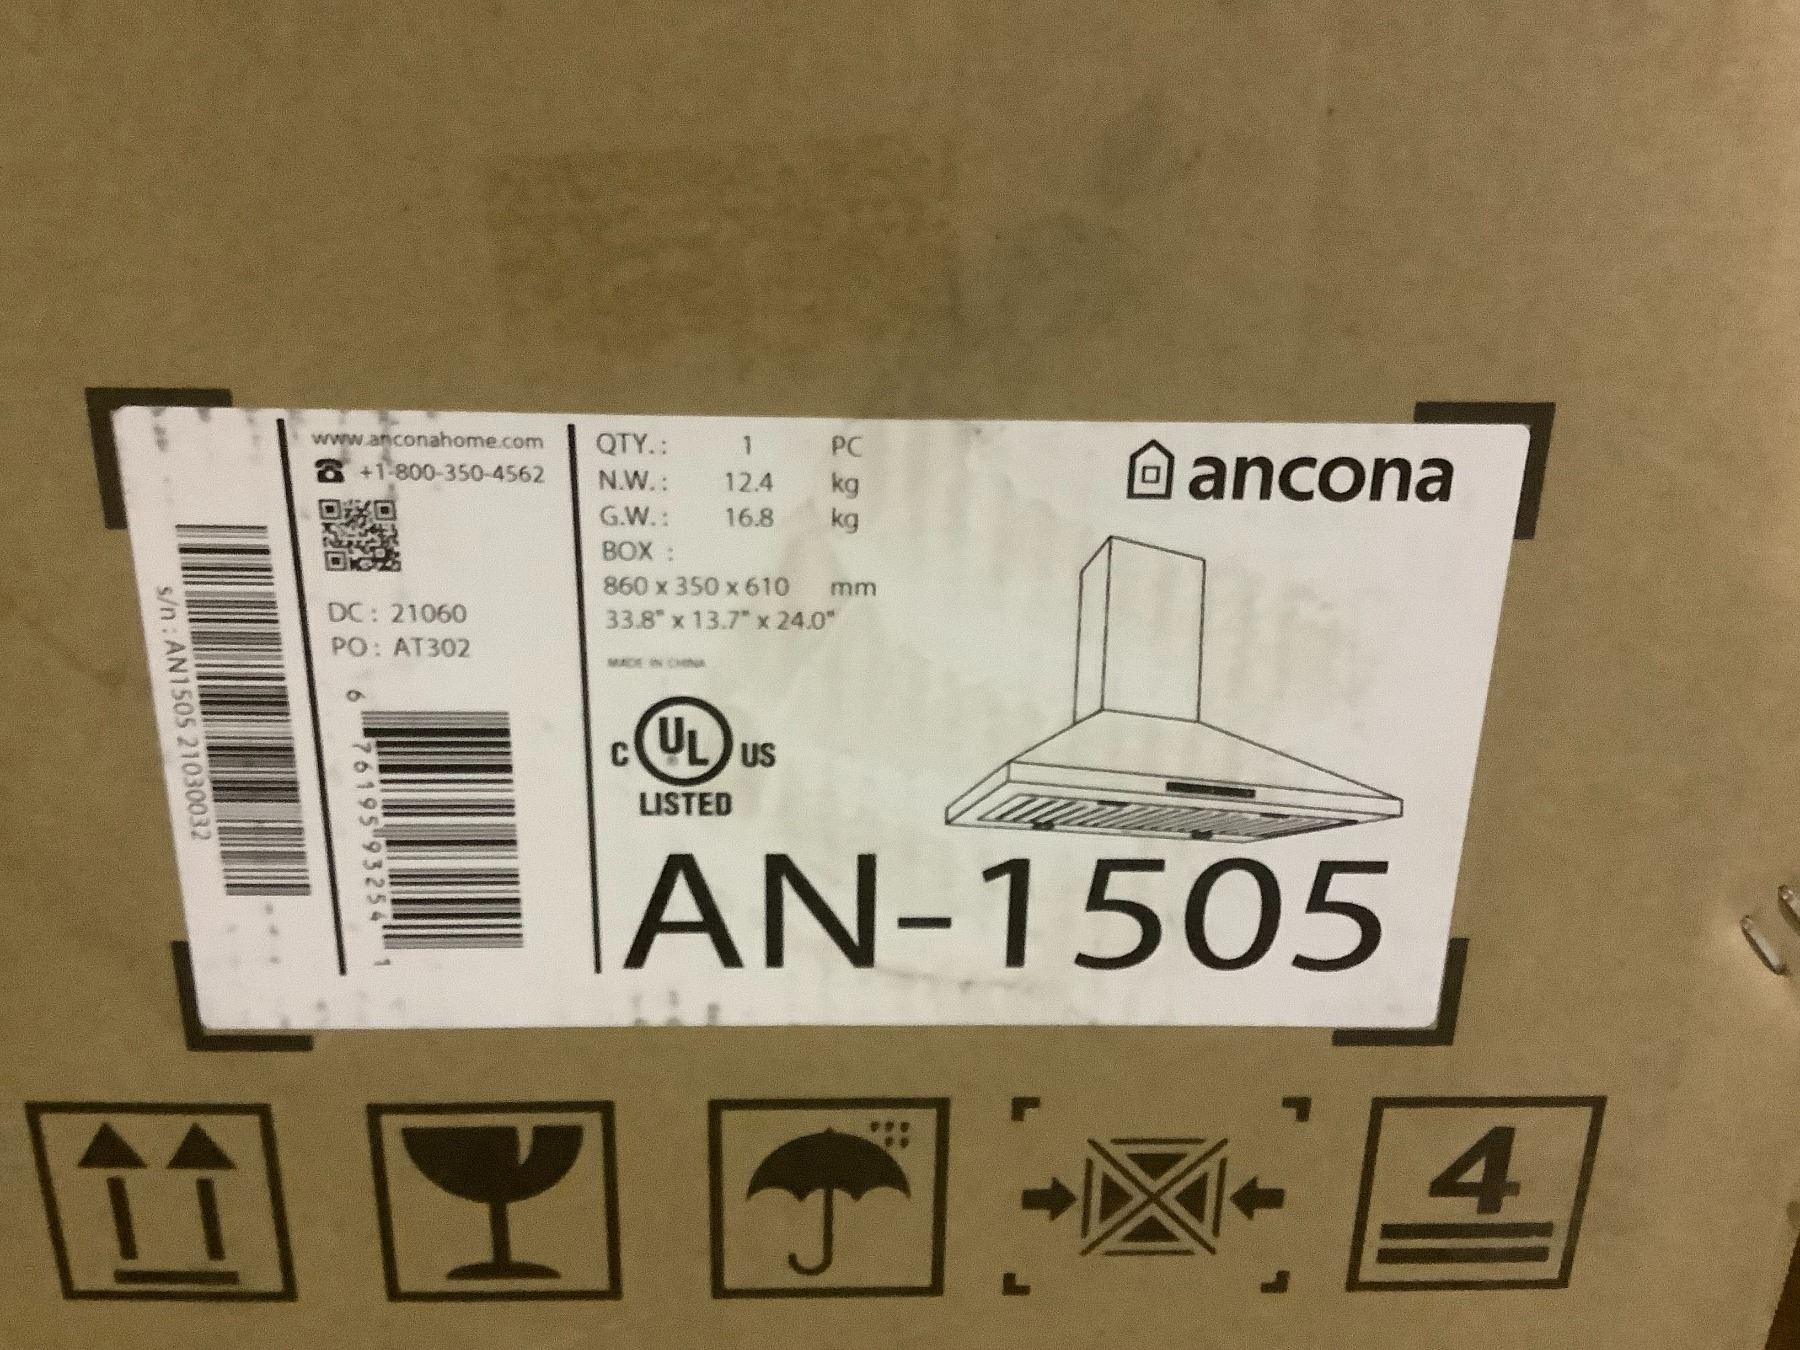 s/n: AN1505 21030032
www.anconahome.com
+1-800-350-4562
DC: 21060
PO: AT302
6 76195 93254 1
QTY.: 1 PC
N.W.: 12.4 kg
G.W.: 16.8 kg
BOX :
860 x 350 x 610 mm
33.8" x 13.7" x 24.0"
MADE IN CHINA
C UL US
LISTED
ancona
AN-1505
4